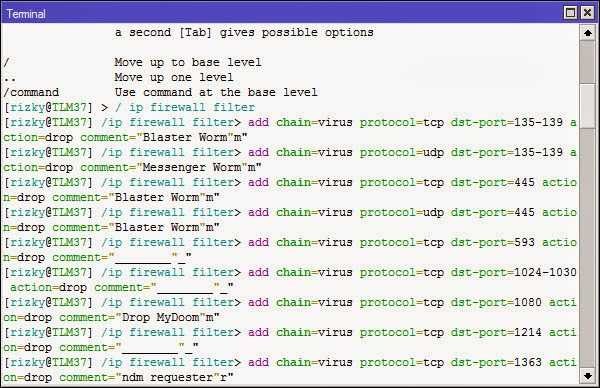 Terminal
a second [Tab] gives possible options
/ Move up to base level
.. Move up one level
/command Use command at the base level
[rizky@TLM37] > / ip firewall filter
[rizky@TLM37] /ip firewall filter> add chain=virus protocol=tcp dst-port=135-139 a
ction=drop comment="Blaster Worm"m"
[rizky@TLM37] /ip firewall filter> add chain=virus protocol=udp dst-port=135-139 a
ction=drop comment="Messenger Worm"m"
[rizky@TLM37] /ip firewall filter> add chain=virus protocol=tcp dst-port=445 actio
n=drop comment="Blaster Worm"m"
[rizky@TLM37] /ip firewall filter> add chain=virus protocol=udp dst-port=445 actio
n=drop comment="Blaster Worm"m"
[rizky@TLM37] /ip firewall filter> add chain=virus protocol=tcp dst-port=593 actio
n=drop comment="________"_"
[rizky@TLM37] /ip firewall filter> add chain=virus protocol=tcp dst-port=1024-1030
action=drop comment="________"_"
[rizky@TLM37] /ip firewall filter> add chain=virus protocol=tcp dst-port=1080 acti
on=drop comment="Drop MyDoom"m"
[rizky@TLM37] /ip firewall filter> add chain=virus protocol=tcp dst-port=1214 acti
on=drop comment="________"_"
[rizky@TLM37] /ip firewall filter> add chain=virus protocol=tcp dst-port=1363 acti
on=drop comment="ndm requester"r"